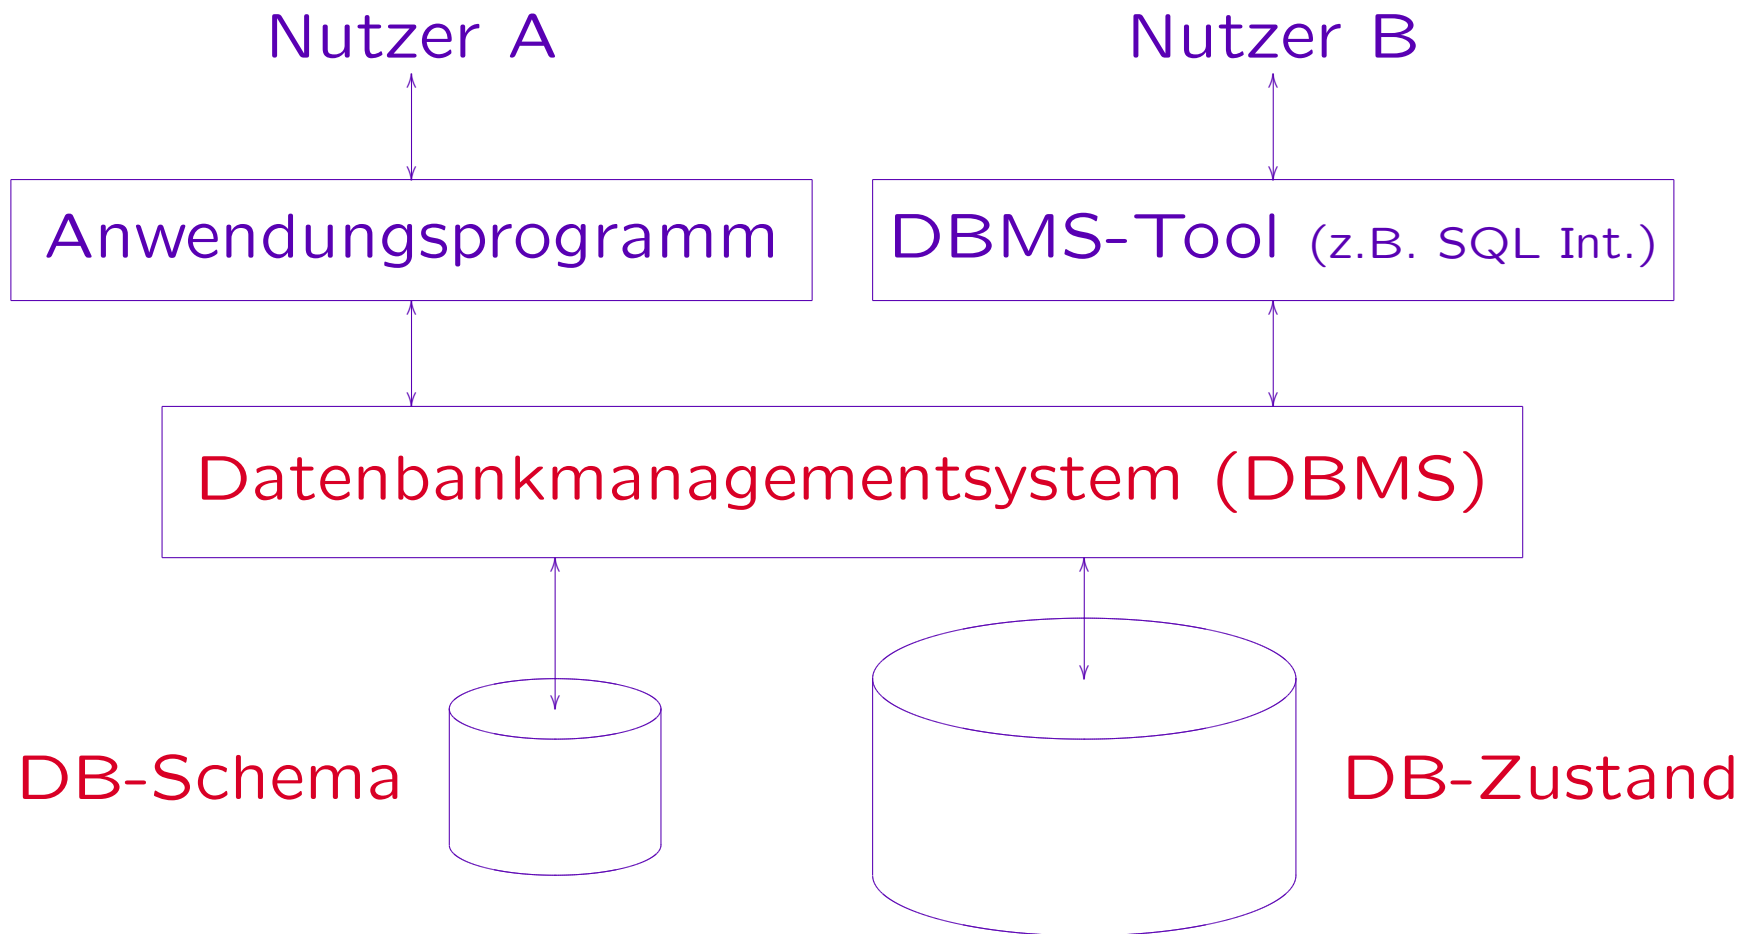 Nutzer A
Nutzer B
Anwendungsprogramm
DBMS-Tool (z.B. SQL Int.)
Datenbankmanagementsystem (DBMS)
DB-Schema
DB-Zustand